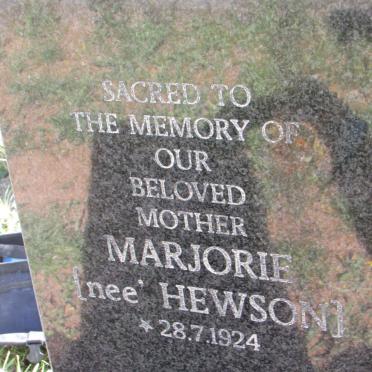 SACRED TO
THE MEMORY OF
OUR
BELOVED
MOTHER
MARJORIE
[nee' HEWSON]
* 28.7.1924